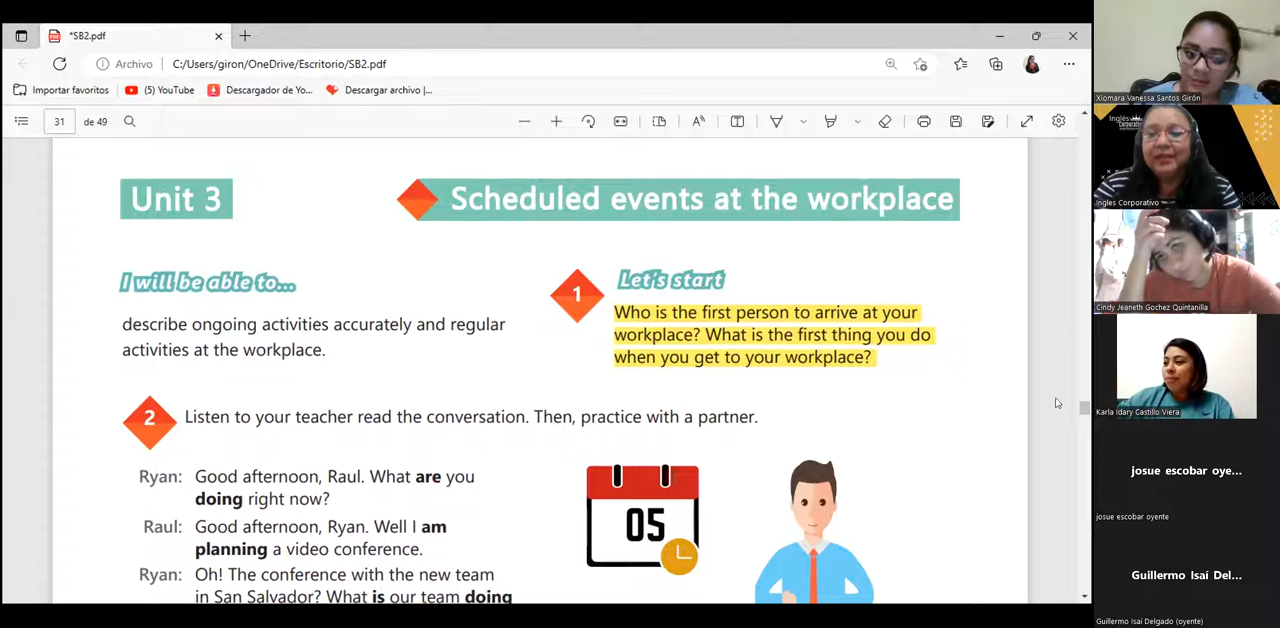 *SB2.pdf
Archivo
C:/Users/giron/OneDrive/Escritorio/SB2.pdf
Importar favoritos
(5) YouTube
Descargador de Yo...
Descargar archivo |...
31
de 49
Unit 3
Scheduled events at the workplace
I will be able to...
describe ongoing activities accurately and regular
activities at the workplace.
1
Let's start
Who is the first person to arrive at your
workplace? What is the first thing you do
when you get to your workplace?
2
Listen to your teacher read the conversation. Then, practice with a partner.
Ryan: Good afternoon, Raul. What are you
doing right now?
Raul: Good afternoon, Ryan. Well I am
planning a video conference.
Ryan: Oh! The conference with the new team
in San Salvador? What is our team doing
05
Xiomara Vanessa Santos Girón
Inglés
Corporativo
Ingles Corporativo
Cindy Jeaneth Gochez Quintanilla
Karla Idary Castillo Viera
josue escobar oye...
josue escobar oyente
Guillermo Isaí Del...
Guillermo Isaí Delgado (oyente)